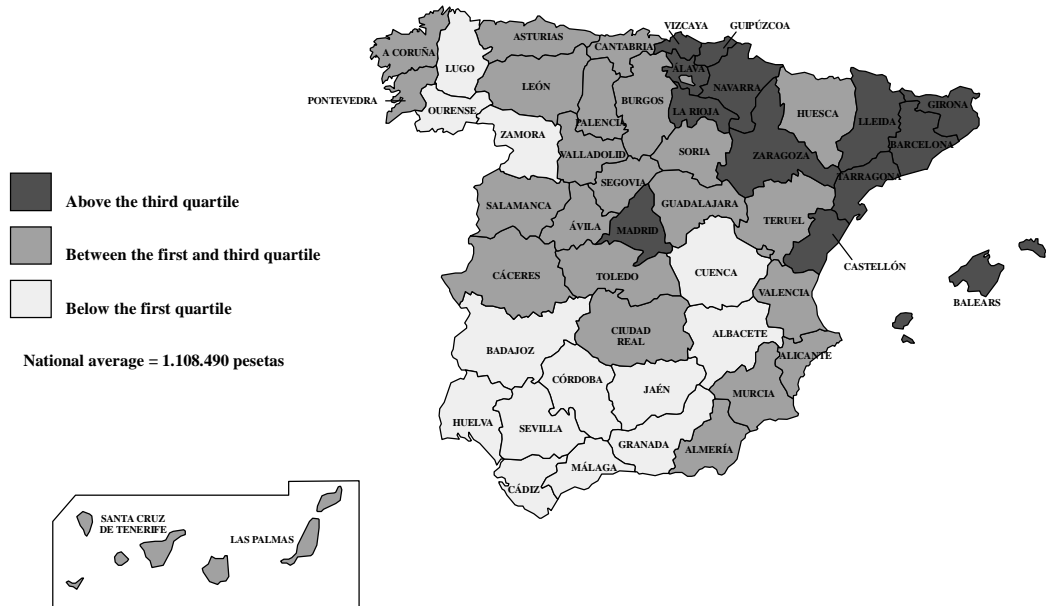 VIZCAYA
GUIPÚZCOA
ASTURIAS
CANTABRIA
A CORUÑA
LUGO
ÁLAVA
LEÓN
NAVARRA
PONTEVEDRA
BURGOS
GIRONA
OURENSE
LA RIOJA
HUESCA
LLEIDA
PALENCIA
ZAMORA
BARCELONA
VALLADOLID
SORIA
ZARAGOZA
TARRAGONA
SEGOVIA
Above the third quartile
SALAMANCA
GUADALAJARA
TERUEL
ÁVILA
MADRID
Between the first and third quartile
CASTELLÓN
CÁCERES
TOLEDO
CUENCA
VALENCIA
BALEARS
Below the first quartile
CIUDAD
REAL
ALBACETE
BADAJOZ
ALICANTE
National average = 1.108.490 pesetas
CÓRDOBA
JAÉN
MURCIA
HUELVA
SEVILLA
GRANADA
ALMERÍA
MÁLAGA
CÁDIZ
SANTA CRUZ
DE TENERIFE
LAS PALMAS